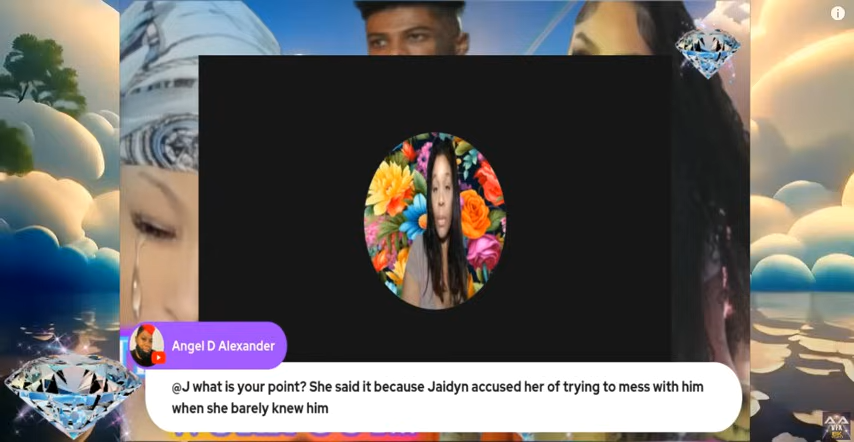 Angel D Alexander
@J what is your point? She said it because Jaidyn accused her of trying to mess with him
when she barely knew him